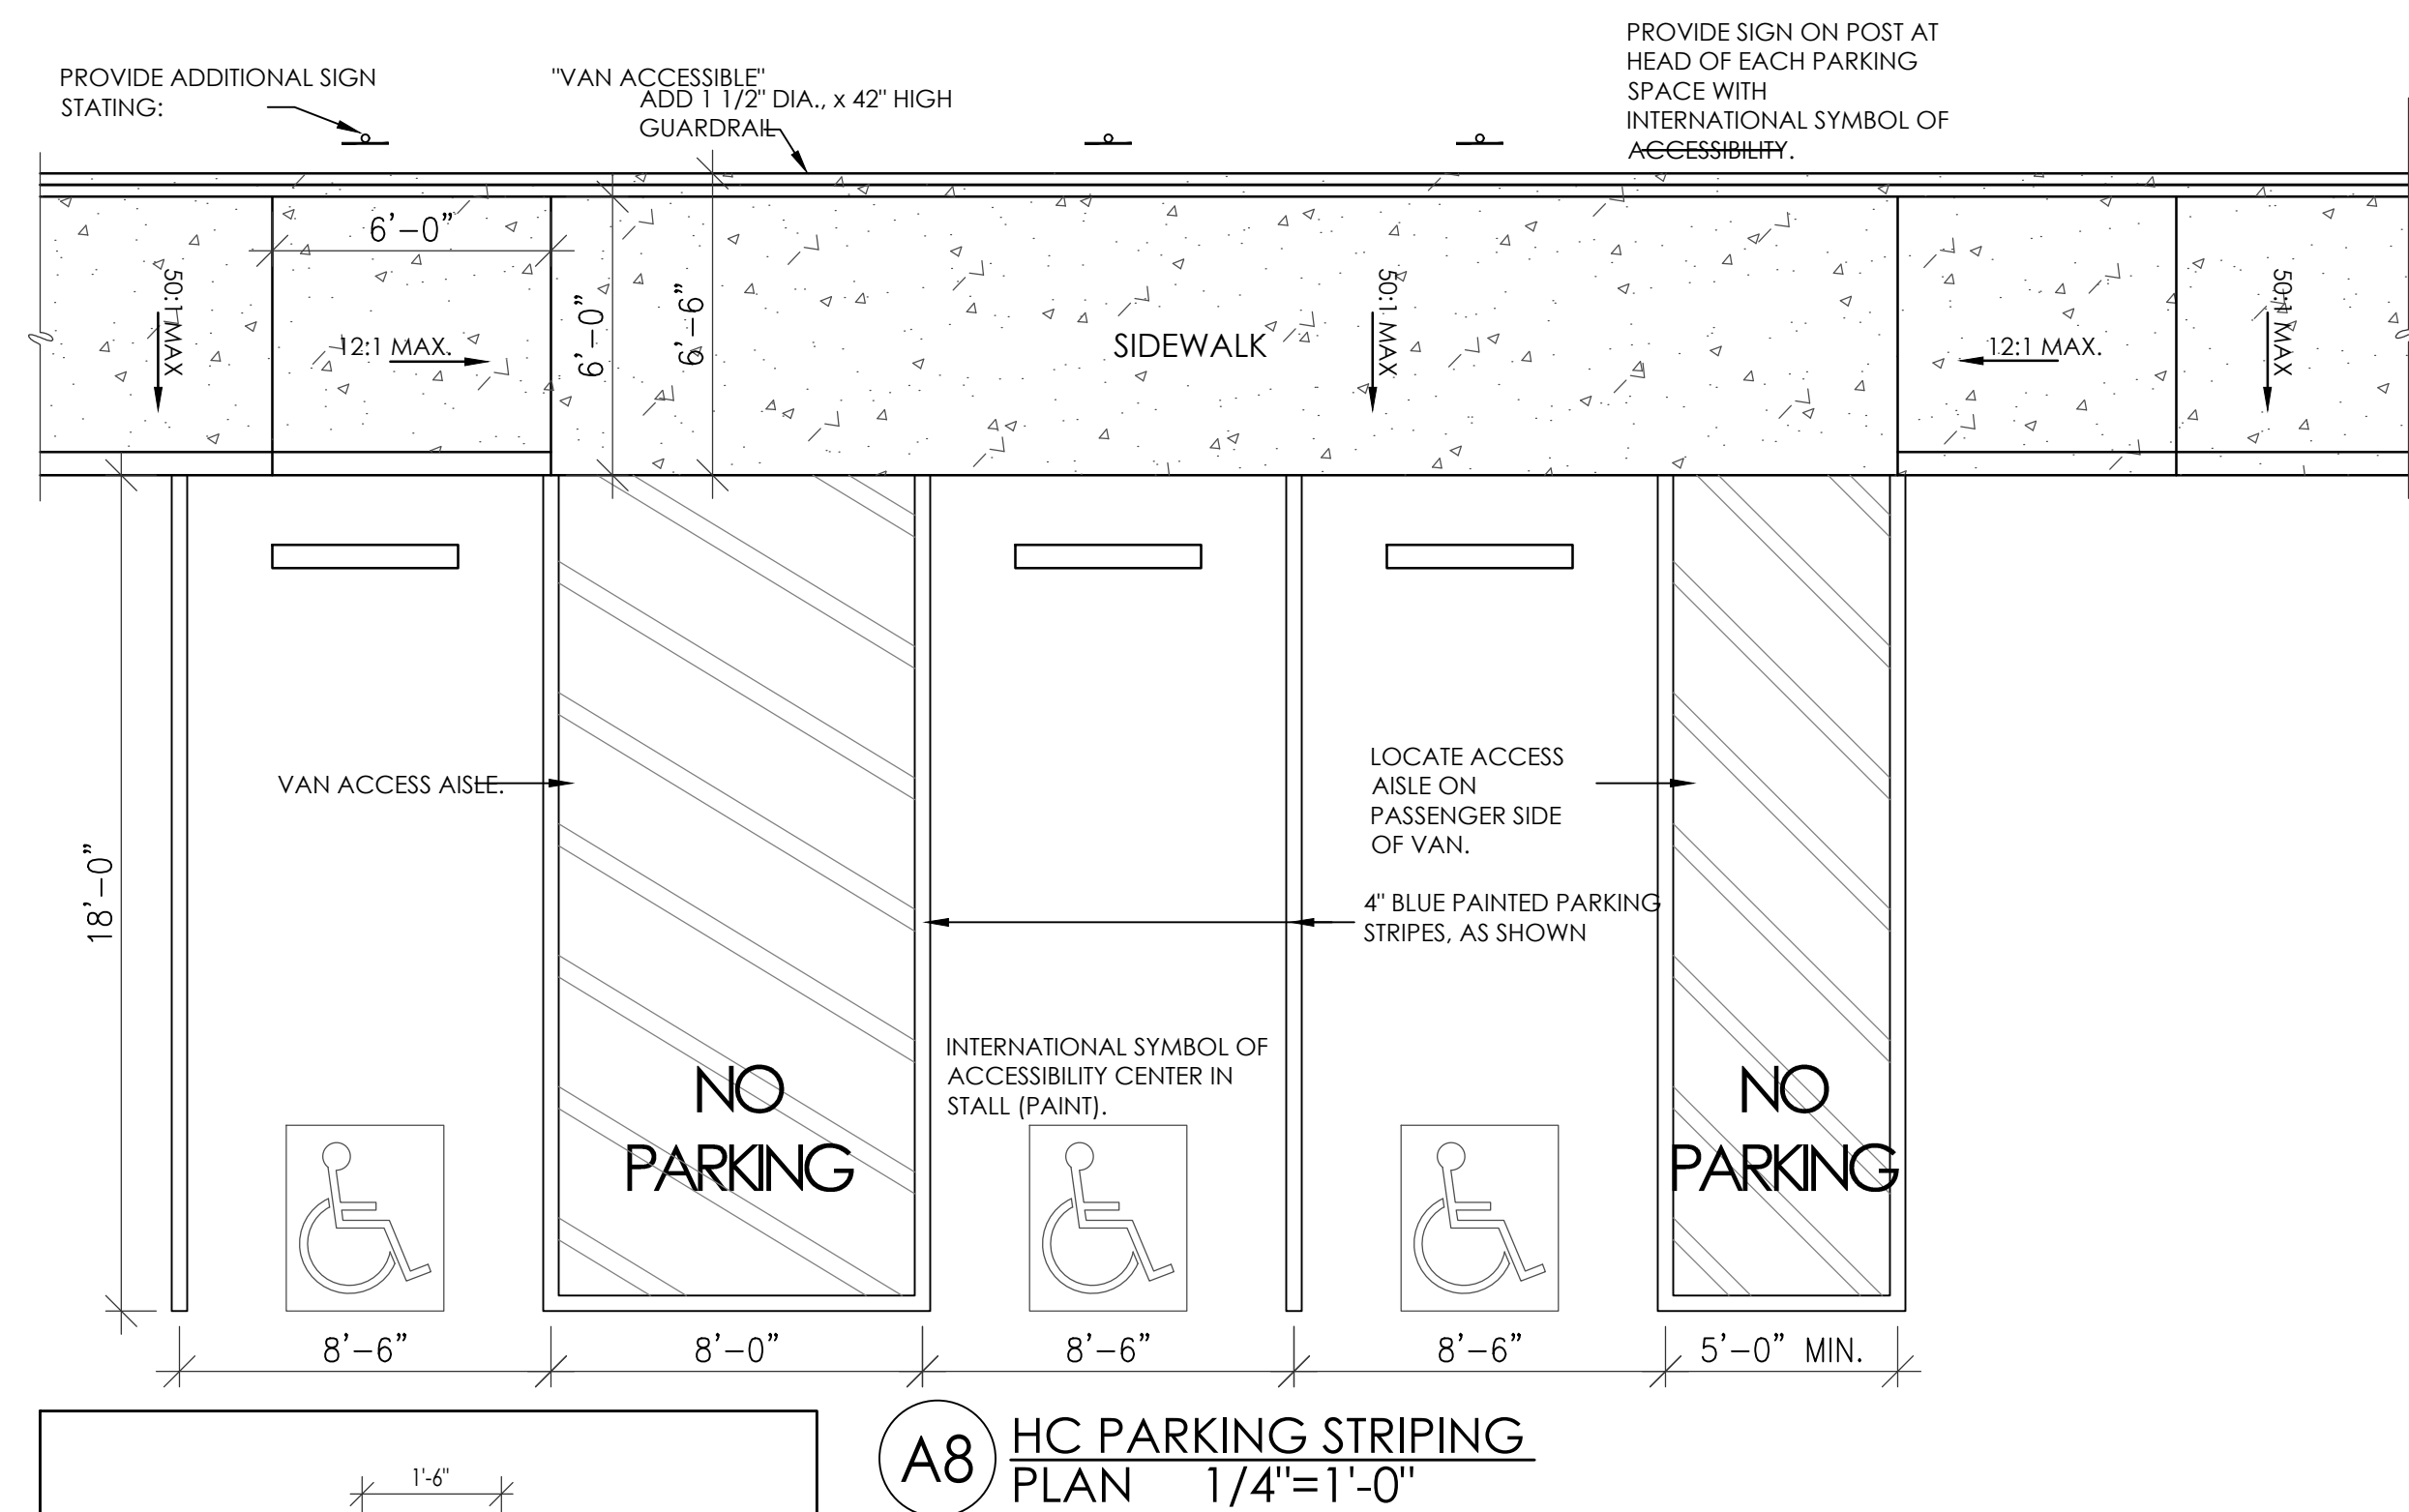 PROVIDE ADDITIONAL SIGN
STATING:
"VAN ACCESSIBLE"
ADD 1 1/2" DIA., x 42" HIGH
GUARDRAIL
PROVIDE SIGN ON POST AT
HEAD OF EACH PARKING
SPACE WITH
INTERNATIONAL SYMBOL OF
ACCESSIBILITY.
6'-0"
50:1 MAX
12:1 MAX.
6'-0"
6'-6"
SIDEWALK
50:1 MAX
12:1 MAX.
50:1 MAX
VAN ACCESS AISLE.
LOCATE ACCESS
AISLE ON
PASSENGER SIDE
OF VAN.
18'-0"
4" BLUE PAINTED PARKING
STRIPES, AS SHOWN
INTERNATIONAL SYMBOL OF
ACCESSIBILITY CENTER IN
STALL (PAINT).
NO
PARKING
NO
PARKING
8'-6"
8'-0"
8'-6"
8'-6"
5'-0" MIN.
A8
HC PARKING STRIPING
PLAN 1/4"=1'-0"
1'-6"